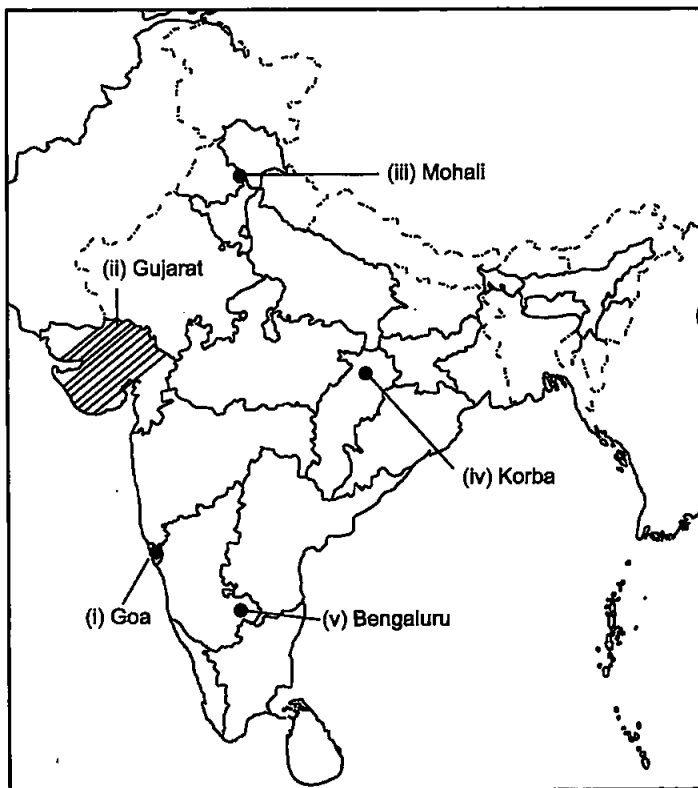 (iii) Mohali
(ii) Gujarat
(iv) Korba
(i) Goa
(v) Bengaluru